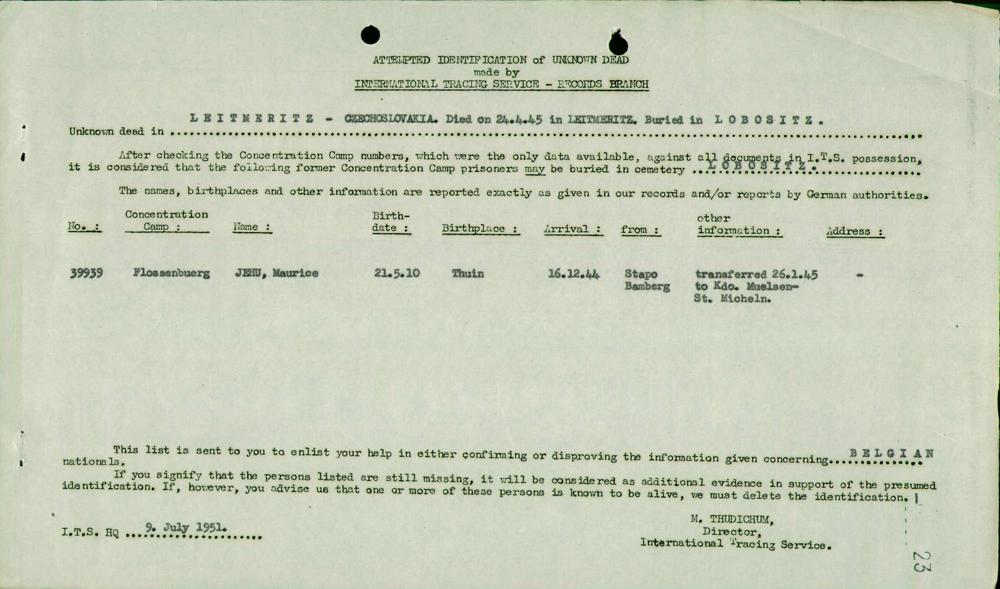 ATTEMPTED IDENTIFICATION of UNKNOWN DEAD
made by
INTERNATIONAL TRACING SERVICE - RECORDS BRANCH
LEITMERITZ - CZECHOSLOVAKIA. Died on 24.4.45 in LEITMERITZ. Buried in LOBOSITZ.
Unknown dead in ...............................................................................................
After checking the Concentration Camp numbers, which were the only data available, against all documents in I.T.S. possession,
it is considered that the following former Concentration Camp prisoners may be buried in cemetery ...LOBOSITZ...............
The names, birthplaces and other information are reported exactly as given in our records and/or reports by German authorities.
No. : Concentration Camp : Name : Birth-date : Birthplace : Arrival : from : other information : Address :
39939 Flossenbuerg JEHU, Maurice 21.5.10 Thuin 16.12.44 Stapo transferred 26.1.45 -
Bamberg to Kdo. Muelsen-
St. Micheln.
This list is sent to you to enlist your help in either confirming or disproving the information given concerning...BELGIAN
nationals.
If you signify that the persons listed are still missing, it will be considered as additional evidence in support of the presumed
identification. If, however, you advise us that one or more of these persons is known to be alive, we must delete the identification.
I.T.S. HQ ...9. July 1951.....
M. THUDICHUM,
Director,
International Tracing Service.
23